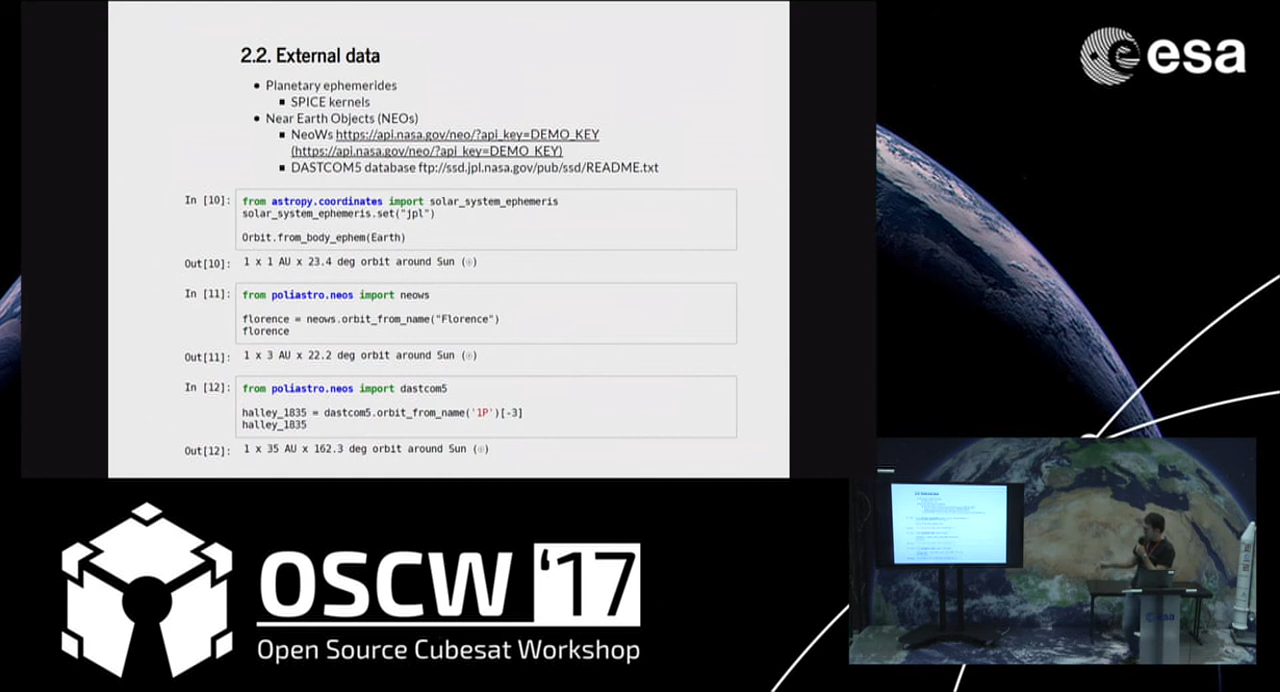 2.2. External data
• Planetary ephemerides
▪ SPICE kernels
• Near Earth Objects (NEOs)
▪ NeoWs https://api.nasa.gov/neo/?api_key=DEMO_KEY
(https://api.nasa.gov/neo/?api_key=DEMO_KEY)
▪ DASTCOM5 database ftp://ssd.jpl.nasa.gov/pub/ssd/README.txt
In [10]: from astropy.coordinates import solar_system_ephemeris
solar_system_ephemeris.set("jpl")
Orbit.from_body_ephem(Earth)
Out[10]: 1 x 1 AU x 23.4 deg orbit around Sun (☉)
In [11]: from poliastro.neos import neows
florence = neows.orbit_from_name("Florence")
florence
Out[11]: 1 x 3 AU x 22.2 deg orbit around Sun (☉)
In [12]: from poliastro.neos import dastcom5
halley_1835 = dastcom5.orbit_from_name('1P')[-3]
halley_1835
Out[12]: 1 x 35 AU x 162.3 deg orbit around Sun (☉)
esa
OSCW '17
Open Source Cubesat Workshop
esa